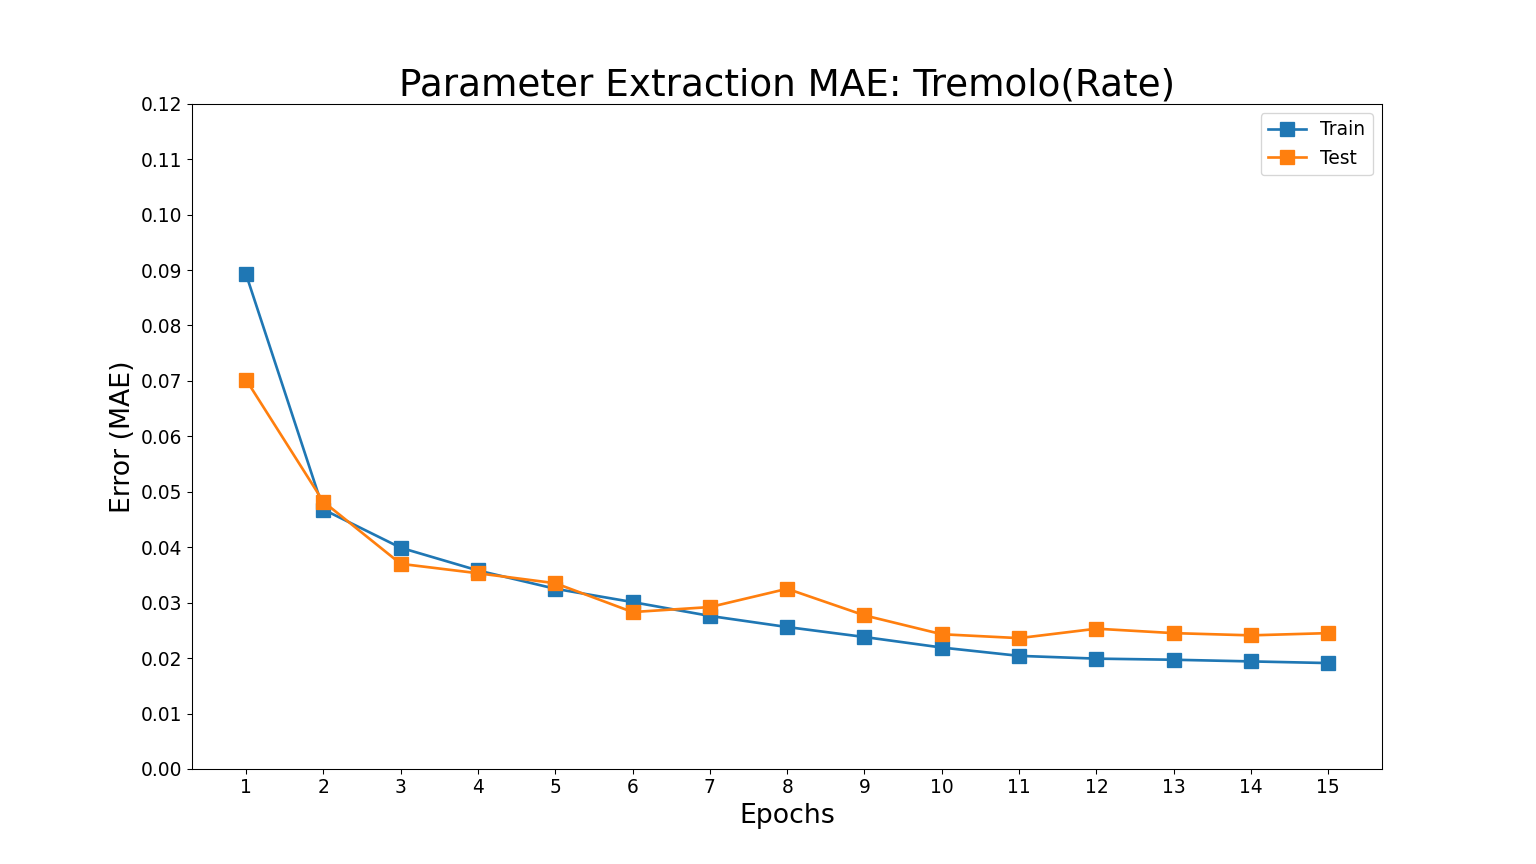 Parameter Extraction MAE: Tremolo(Rate)
0.12
0.11
0.10
0.09
0.08
0.07
0.06
0.05
0.04
0.03
0.02
0.01
0.00
Error (MAE)
Train
Test
1 2 3 4 5 6 7 8 9 10 11 12 13 14 15
Epochs